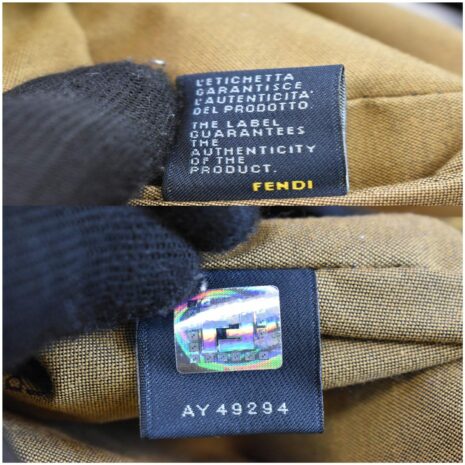 L'ETICHETTA
GARANTISCE
L'AUTENTICITA'
DEL PRODOTTO.
THE LABEL
GUARANTEES
THE
AUTHENTICITY
OF THE
PRODUCT.
FENDI
AY 49294